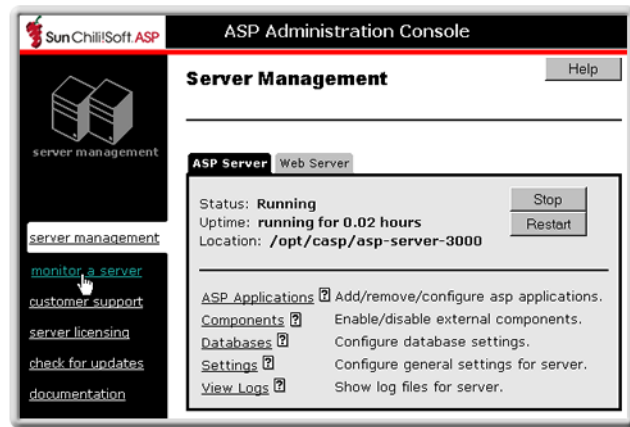 Sun Chili!Soft.ASP
ASP Administration Console
Server Management
Help
server management
ASP Server
Web Server
Status: Running
Stop
Uptime: running for 0.02 hours
Restart
Location: /opt/casp/asp-server-3000
server management
monitor a server
customer support
server licensing
check for updates
documentation
ASP Applications ? Add/remove/configure asp applications.
Components ? Enable/disable external components.
Databases ? Configure database settings.
Settings ? Configure general settings for server.
View Logs ? Show log files for server.